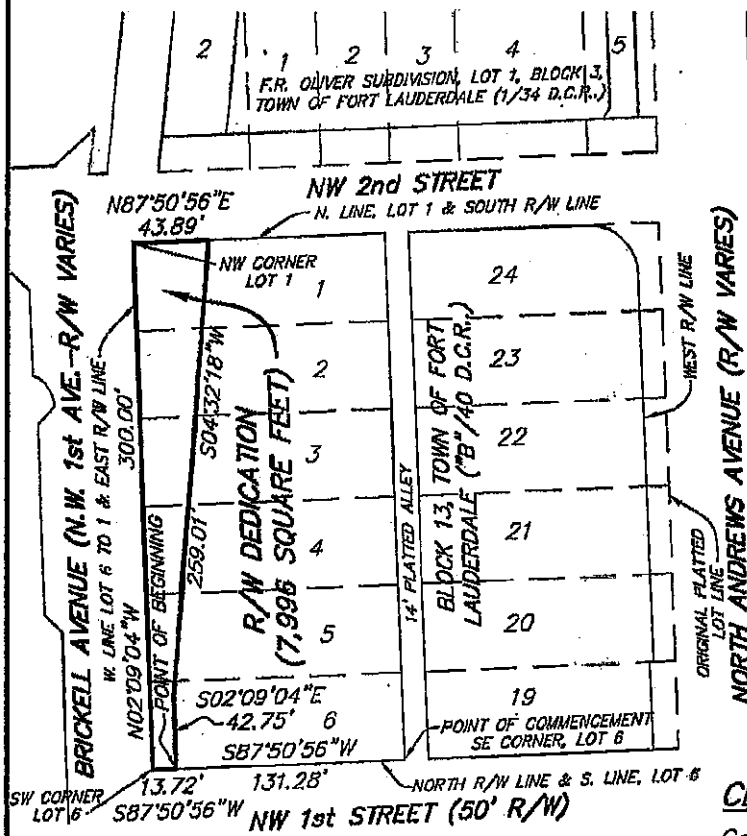 2
1
2
3
4
5
F.R. OLIVER SUBDIVISION, LOT 1, BLOCK 3,
TOWN OF FORT LAUDERDALE (1/34 D.C.R.)
NW 2nd STREET
N87°50'56"E
43.89'
N. LINE, LOT 1 & SOUTH R/W LINE
NW CORNER
LOT 1
BRICKELL AVENUE (N.W. 1st AVE.-R/W VARIES)
W. LINE LOT 6 TO 1 & EAST R/W LINE
300.00'
N02°09'04"W
POINT OF BEGINNING
S04°32'18"W
259.01'
R/W DEDICATION
(7,996 SQUARE FEET)
1
2
3
4
5
6
14' PLATTED ALLEY
BLOCK 13, TOWN OF FORT
LAUDERDALE ("B"/40 D.C.R.)
24
23
22
21
20
19
WEST R/W LINE
ORIGINAL PLATTED
LOT LINE
NORTH ANDREWS AVENUE (R/W VARIES)
S02°09'04"E
42.75'
S87°50'56"W
131.28'
POINT OF COMMENCEMENT
SE CORNER, LOT 6
NORTH R/W LINE & S. LINE, LOT 6
SW CORNER
LOT 6
13.72'
S87°50'56"W
NW 1st STREET (50' R/W)